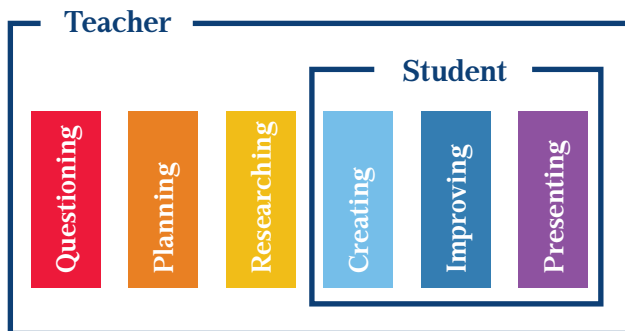 Teacher
Student
Questioning
Planning
Researching
Creating
Improving
Presenting